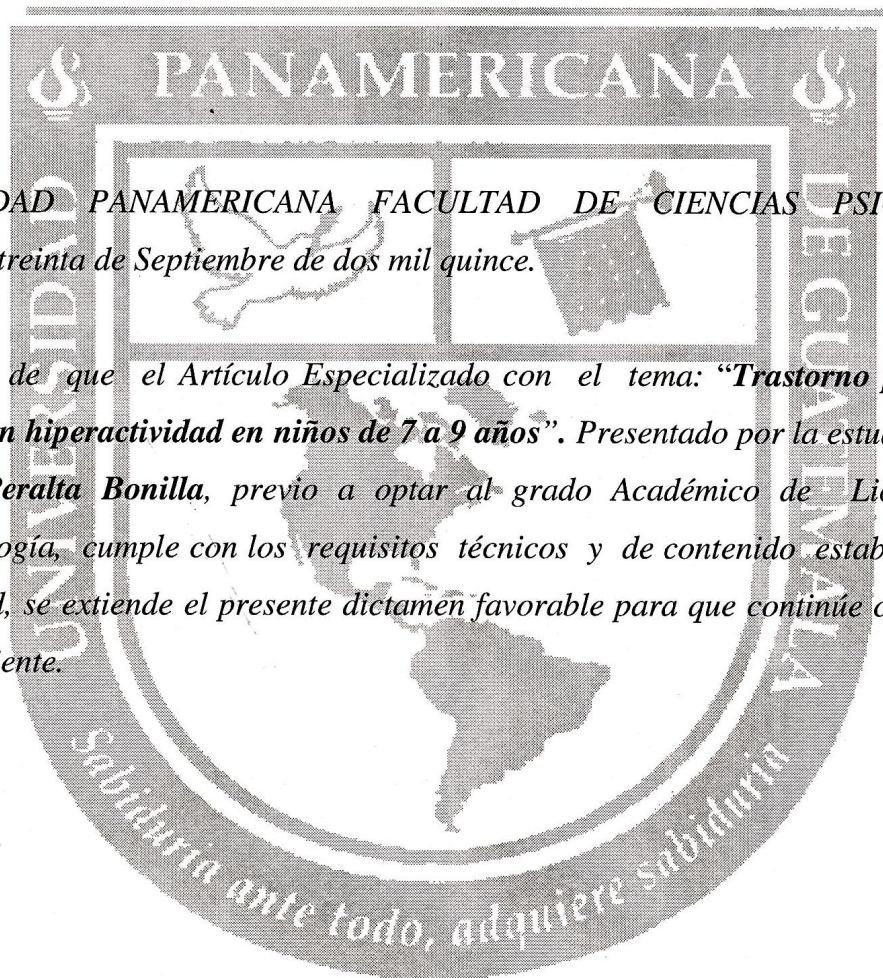 PANAMERICANA
UNIVERSIDAD
DE GUATEMALA
DAD PANAMERICANA FACULTAD DE CIENCIAS PSI
treinta de Septiembre de dos mil quince.
de que el Artículo Especializado con el tema: “Trastorno
n hiperactividad en niños de 7 a 9 años”. Presentado por la estu
Peralta Bonilla, previo a optar al grado Académico de Lic
ogía, cumple con los requisitos técnicos y de contenido estab
, se extiende el presente dictamen favorable para que continúe
ente.
Sabiduría ante todo, adquiere sabiduría